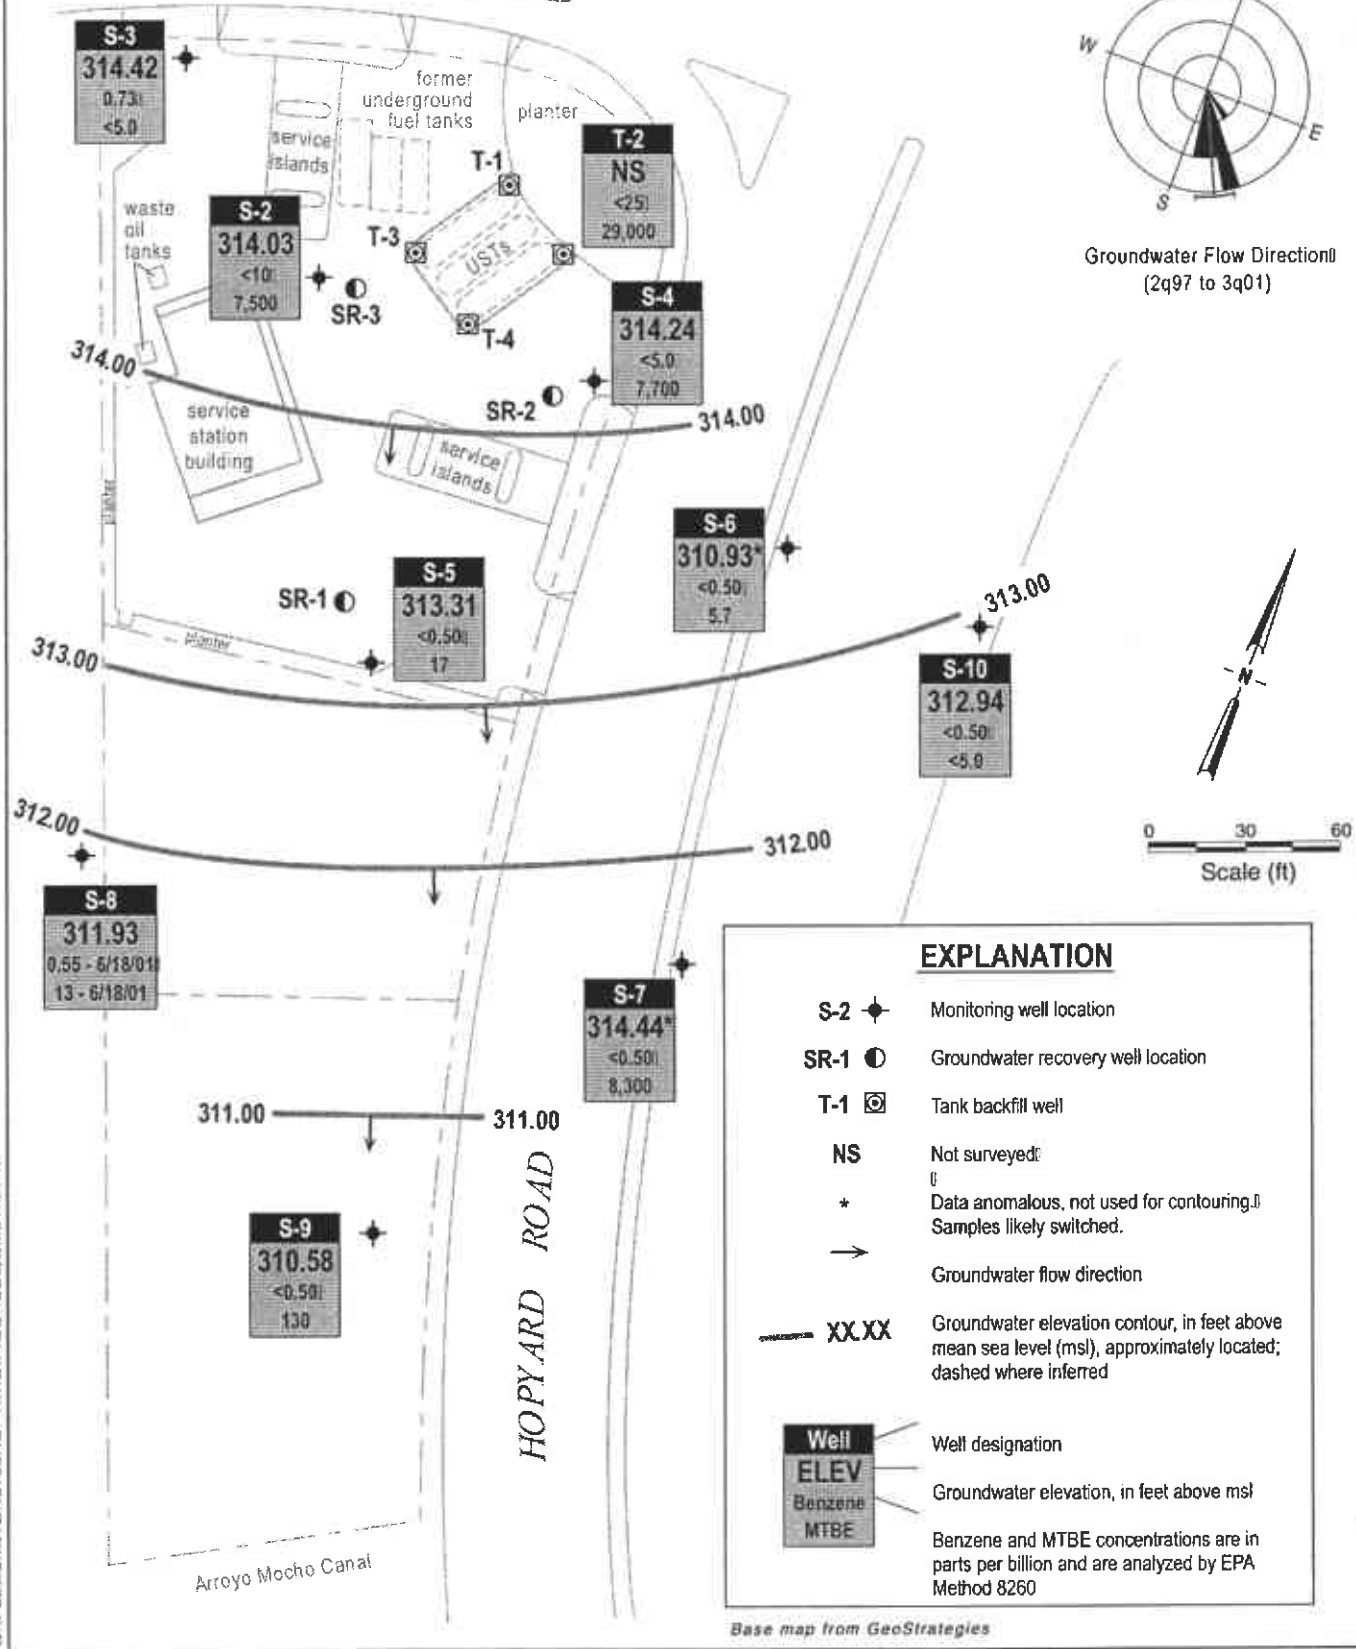 S-3
314.42
0.73
<5.0
former
underground
fuel tanks
planter
service
islands
T-1
T-2
NS
<25
29,000
W
E
S
Groundwater Flow Direction
(2q97 to 3q01)
waste
oil
tanks
S-2
314.03
<10
7,500
T-3
USTs
SR-3
T-4
S-4
314.24
<5.0
7,700
314.00
SR-2
314.00
service
station
building
service
islands
planter
S-6
310.93*
<0.50
5.7
S-5
313.31
<0.50
17
SR-1
planter
313.00
313.00
S-10
312.94
<0.50
<5.0
N
0 30 60
Scale (ft)
312.00
312.00
S-8
311.93
0.55 - 6/18/01
13 - 6/18/01
S-7
314.44*
<0.50
8,300
311.00
311.00
S-9
310.58
<0.50
130
HOPYARD ROAD
Arroyo Mocho Canal
EXPLANATION
S-2 Monitoring well location
SR-1 Groundwater recovery well location
T-1 Tank backfill well
NS Not surveyed
* Data anomalous, not used for contouring.
Samples likely switched.
Groundwater flow direction
XX.XX Groundwater elevation contour, in feet above
mean sea level (msl), approximately located;
dashed where inferred
Well
ELEV
Benzene
MTBE
Well designation
Groundwater elevation, in feet above msl
Benzene and MTBE concentrations are in
parts per billion and are analyzed by EPA
Method 8260
Base map from GeoStrategies